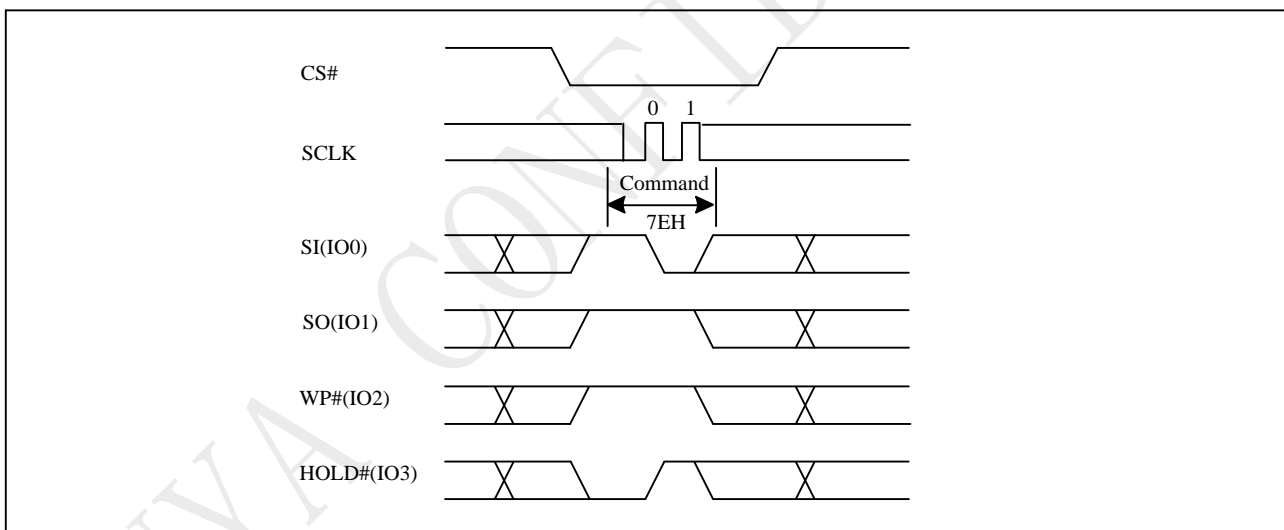 CS#
0 1
SCLK
Command
7EH
SI(IO0)
SO(IO1)
WP#(IO2)
HOLD#(IO3)